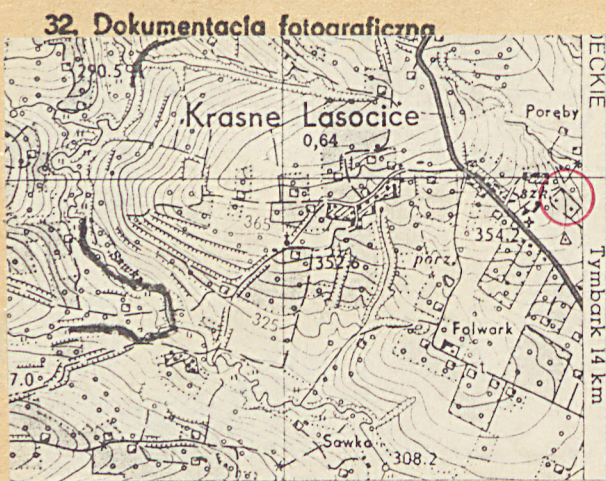 32. Dokumentacja fotograficzna
290.5
Krasne Lasocice
0,64
Poręby
DECKIE
365
354.2
352.6
porz.
325
Tymbark 14 km
Folwark
7.0
Sawka
308.2